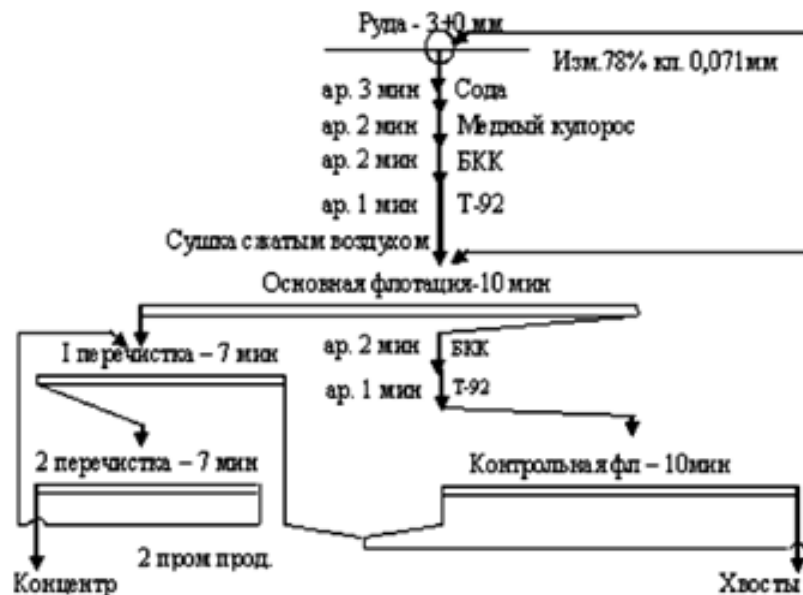 Руда - 3+0 мм
Изм.78% кл. 0,071мм
ар. 3 мин Сода
ар. 2 мин Медный купорос
ар. 2 мин БКК
ар. 1 мин Т-92
Сушка сжатым воздухом
Основная флотация-10 мин
I перечистка – 7 мин
ар. 2 мин БКК
ар. 1 мин Т-92
2 перечистка – 7 мин
Контрольная фл – 10мин
2 пром прод.
Концентр
Хвосты